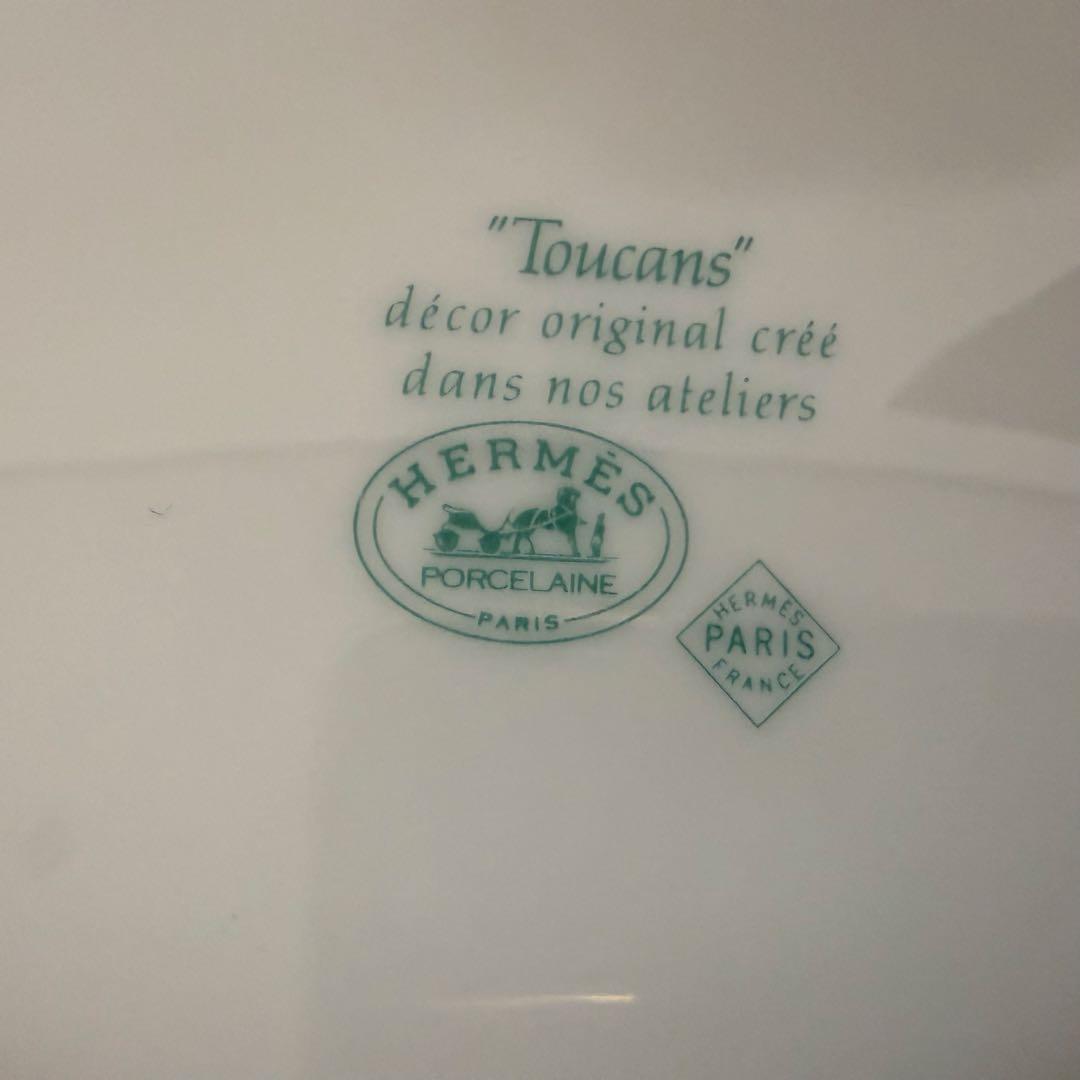 "Toucans"
décor original créé
dans nos ateliers
HERMÈS
PORCELAINE
PARIS
HERMÈS
PARIS
FRANCE